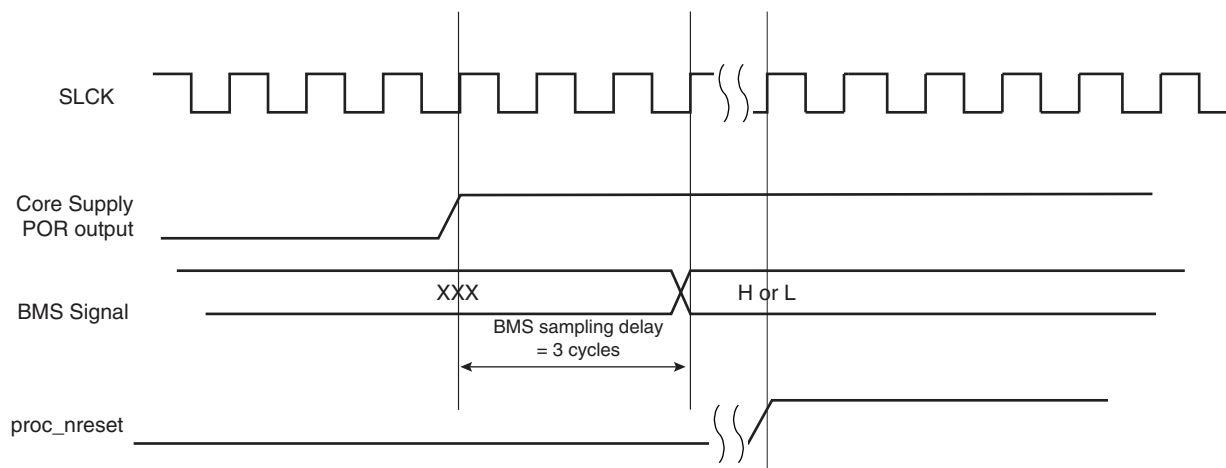 SLCK
Core Supply
POR output
BMS Signal
XXX
H or L
BMS sampling delay
= 3 cycles
proc_nreset